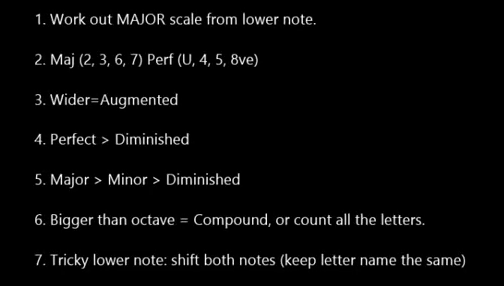 1. Work out MAJOR scale from lower note.
2. Maj (2, 3, 6, 7) Perf (U, 4, 5, 8ve)
3. Wider=Augmented
4. Perfect > Diminished
5. Major > Minor > Diminished
6. Bigger than octave = Compound, or count all the letters.
7. Tricky lower note: shift both notes (keep letter name the same)